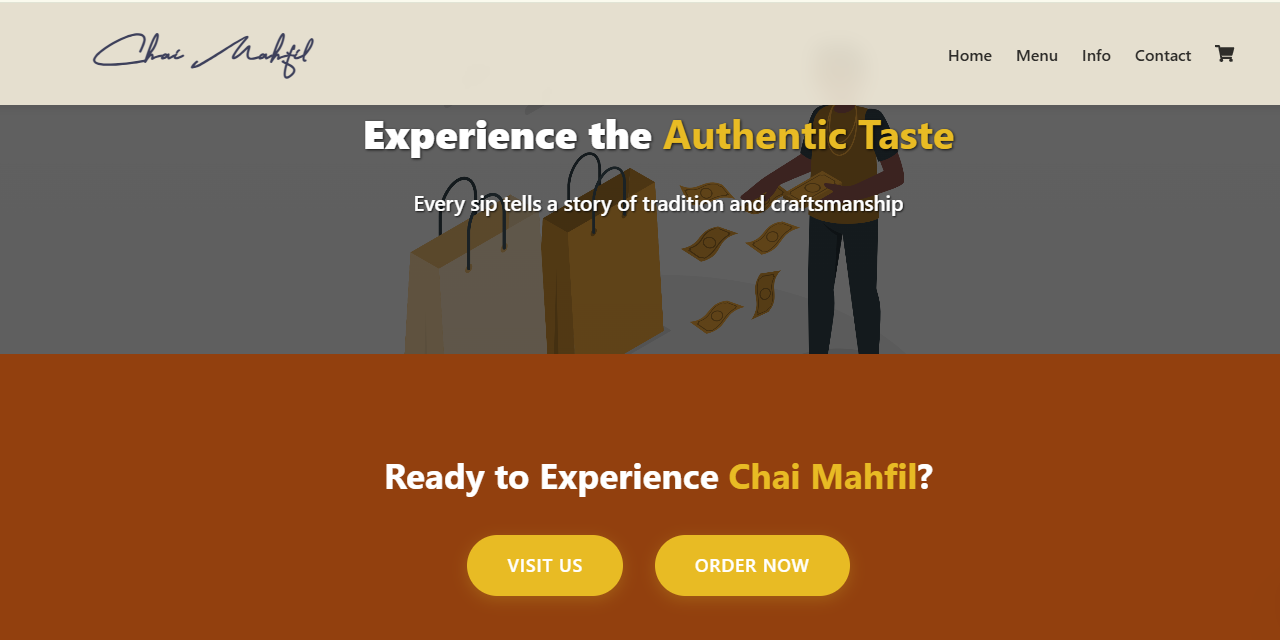 Chai Mahfil
Home Menu Info Contact
Experience the Authentic Taste
Every sip tells a story of tradition and craftsmanship
Ready to Experience Chai Mahfil?
VISIT US ORDER NOW